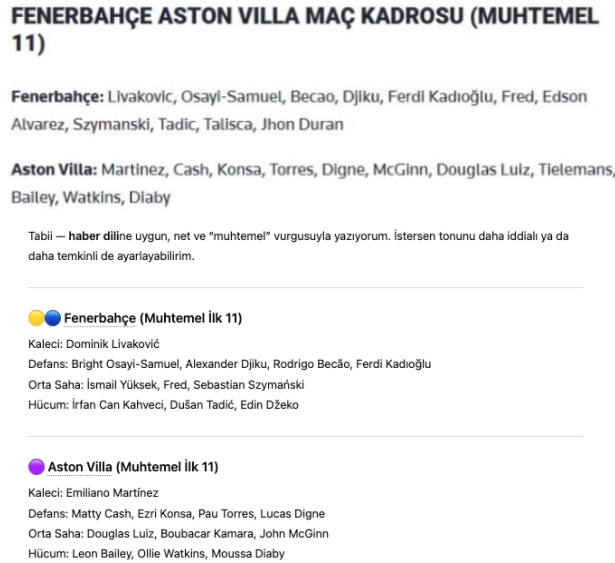 FENERBAHÇE ASTON VILLA MAÇ KADROSU (MUHTEMEL
11)
Fenerbahçe: Livakovic, Osayi-Samuel, Becao, Djiku, Ferdi Kadıoğlu, Fred, Edson
Alvarez, Szymanski, Tadic, Talisca, Jhon Duran
Aston Villa: Martinez, Cash, Konsa, Torres, Digne, McGinn, Douglas Luiz, Tielemans,
Bailey, Watkins, Diaby
Tabii — haber diline uygun, net ve “muhtemel” vurgusuyla yazıyorum. İstersen tonunu daha iddialı ya da
daha temkinli de ayarlayabilirim.
Fenerbahçe (Muhtemel İlk 11)
Kaleci: Dominik Livaković
Defans: Bright Osayi-Samuel, Alexander Djiku, Rodrigo Becão, Ferdi Kadıoğlu
Orta Saha: İsmail Yüksek, Fred, Sebastian Szymański
Hücum: İrfan Can Kahveci, Dušan Tadić, Edin Džeko
Aston Villa (Muhtemel İlk 11)
Kaleci: Emiliano Martínez
Defans: Matty Cash, Ezri Konsa, Pau Torres, Lucas Digne
Orta Saha: Douglas Luiz, Boubacar Kamara, John McGinn
Hücum: Leon Bailey, Ollie Watkins, Moussa Diaby